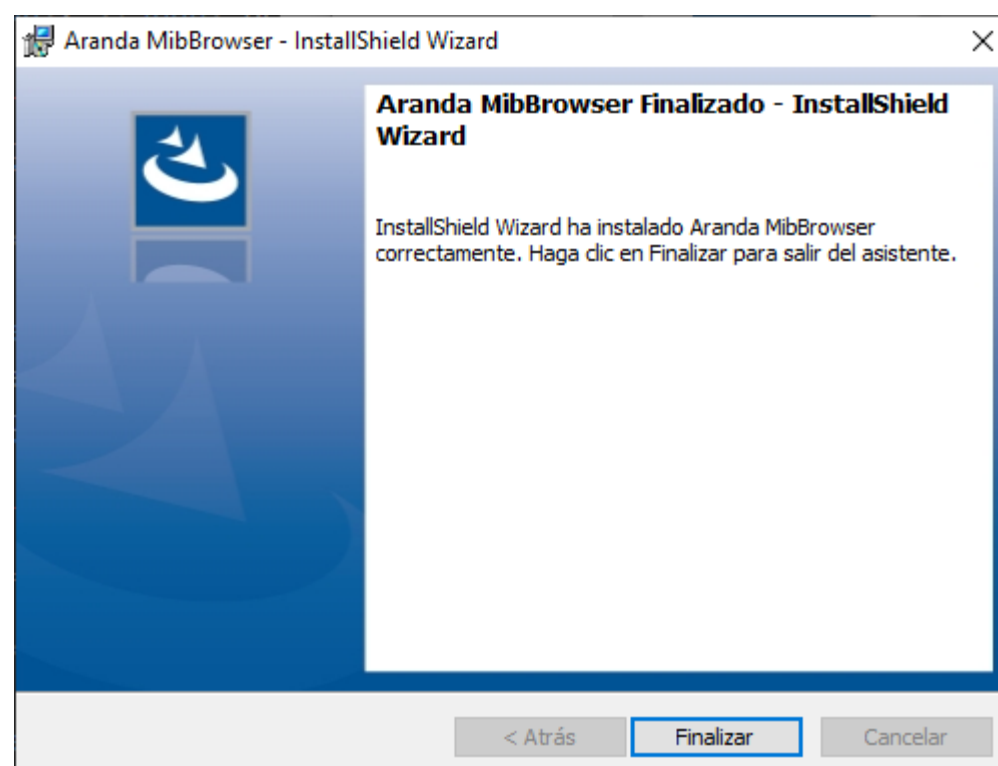 Aranda MibBrowser - InstallShield Wizard
Aranda MibBrowser Finalizado - InstallShield
Wizard
InstallShield Wizard ha instalado Aranda MibBrowser
correctamente. Haga clic en Finalizar para salir del asistente.
< Atrás Finalizar Cancelar